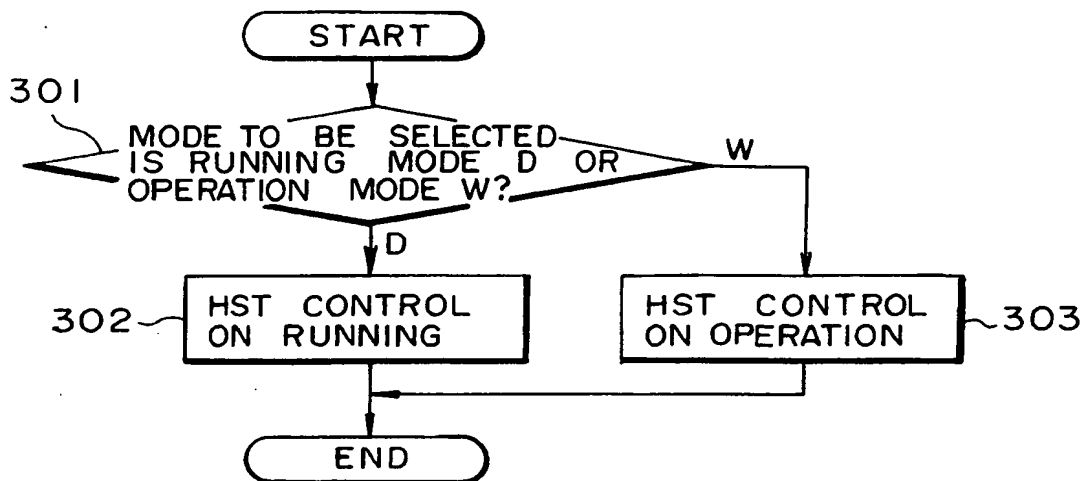 START
301
MODE TO BE SELECTED
IS RUNNING MODE D OR
OPERATION MODE W?
W
D
302
HST CONTROL
ON RUNNING
HST CONTROL
ON OPERATION
303
END